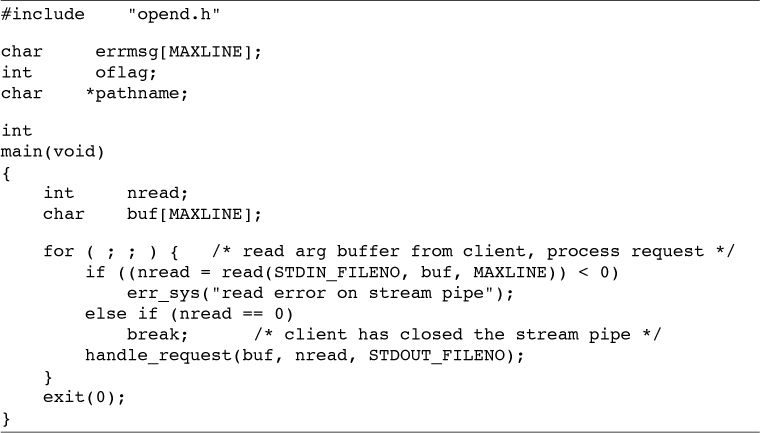 #include    "opend.h"
char     errmsg[MAXLINE];
int      oflag;
char    *pathname;
int
main(void)
{
    int     nread;
    char    buf[MAXLINE];
    for ( ; ; ) {   /* read arg buffer from client, process request */
        if ((nread = read(STDIN_FILENO, buf, MAXLINE)) < 0)
            err_sys("read error on stream pipe");
        else if (nread == 0)
            break;      /* client has closed the stream pipe */
        handle_request(buf, nread, STDOUT_FILENO);
    }
    exit(0);
}